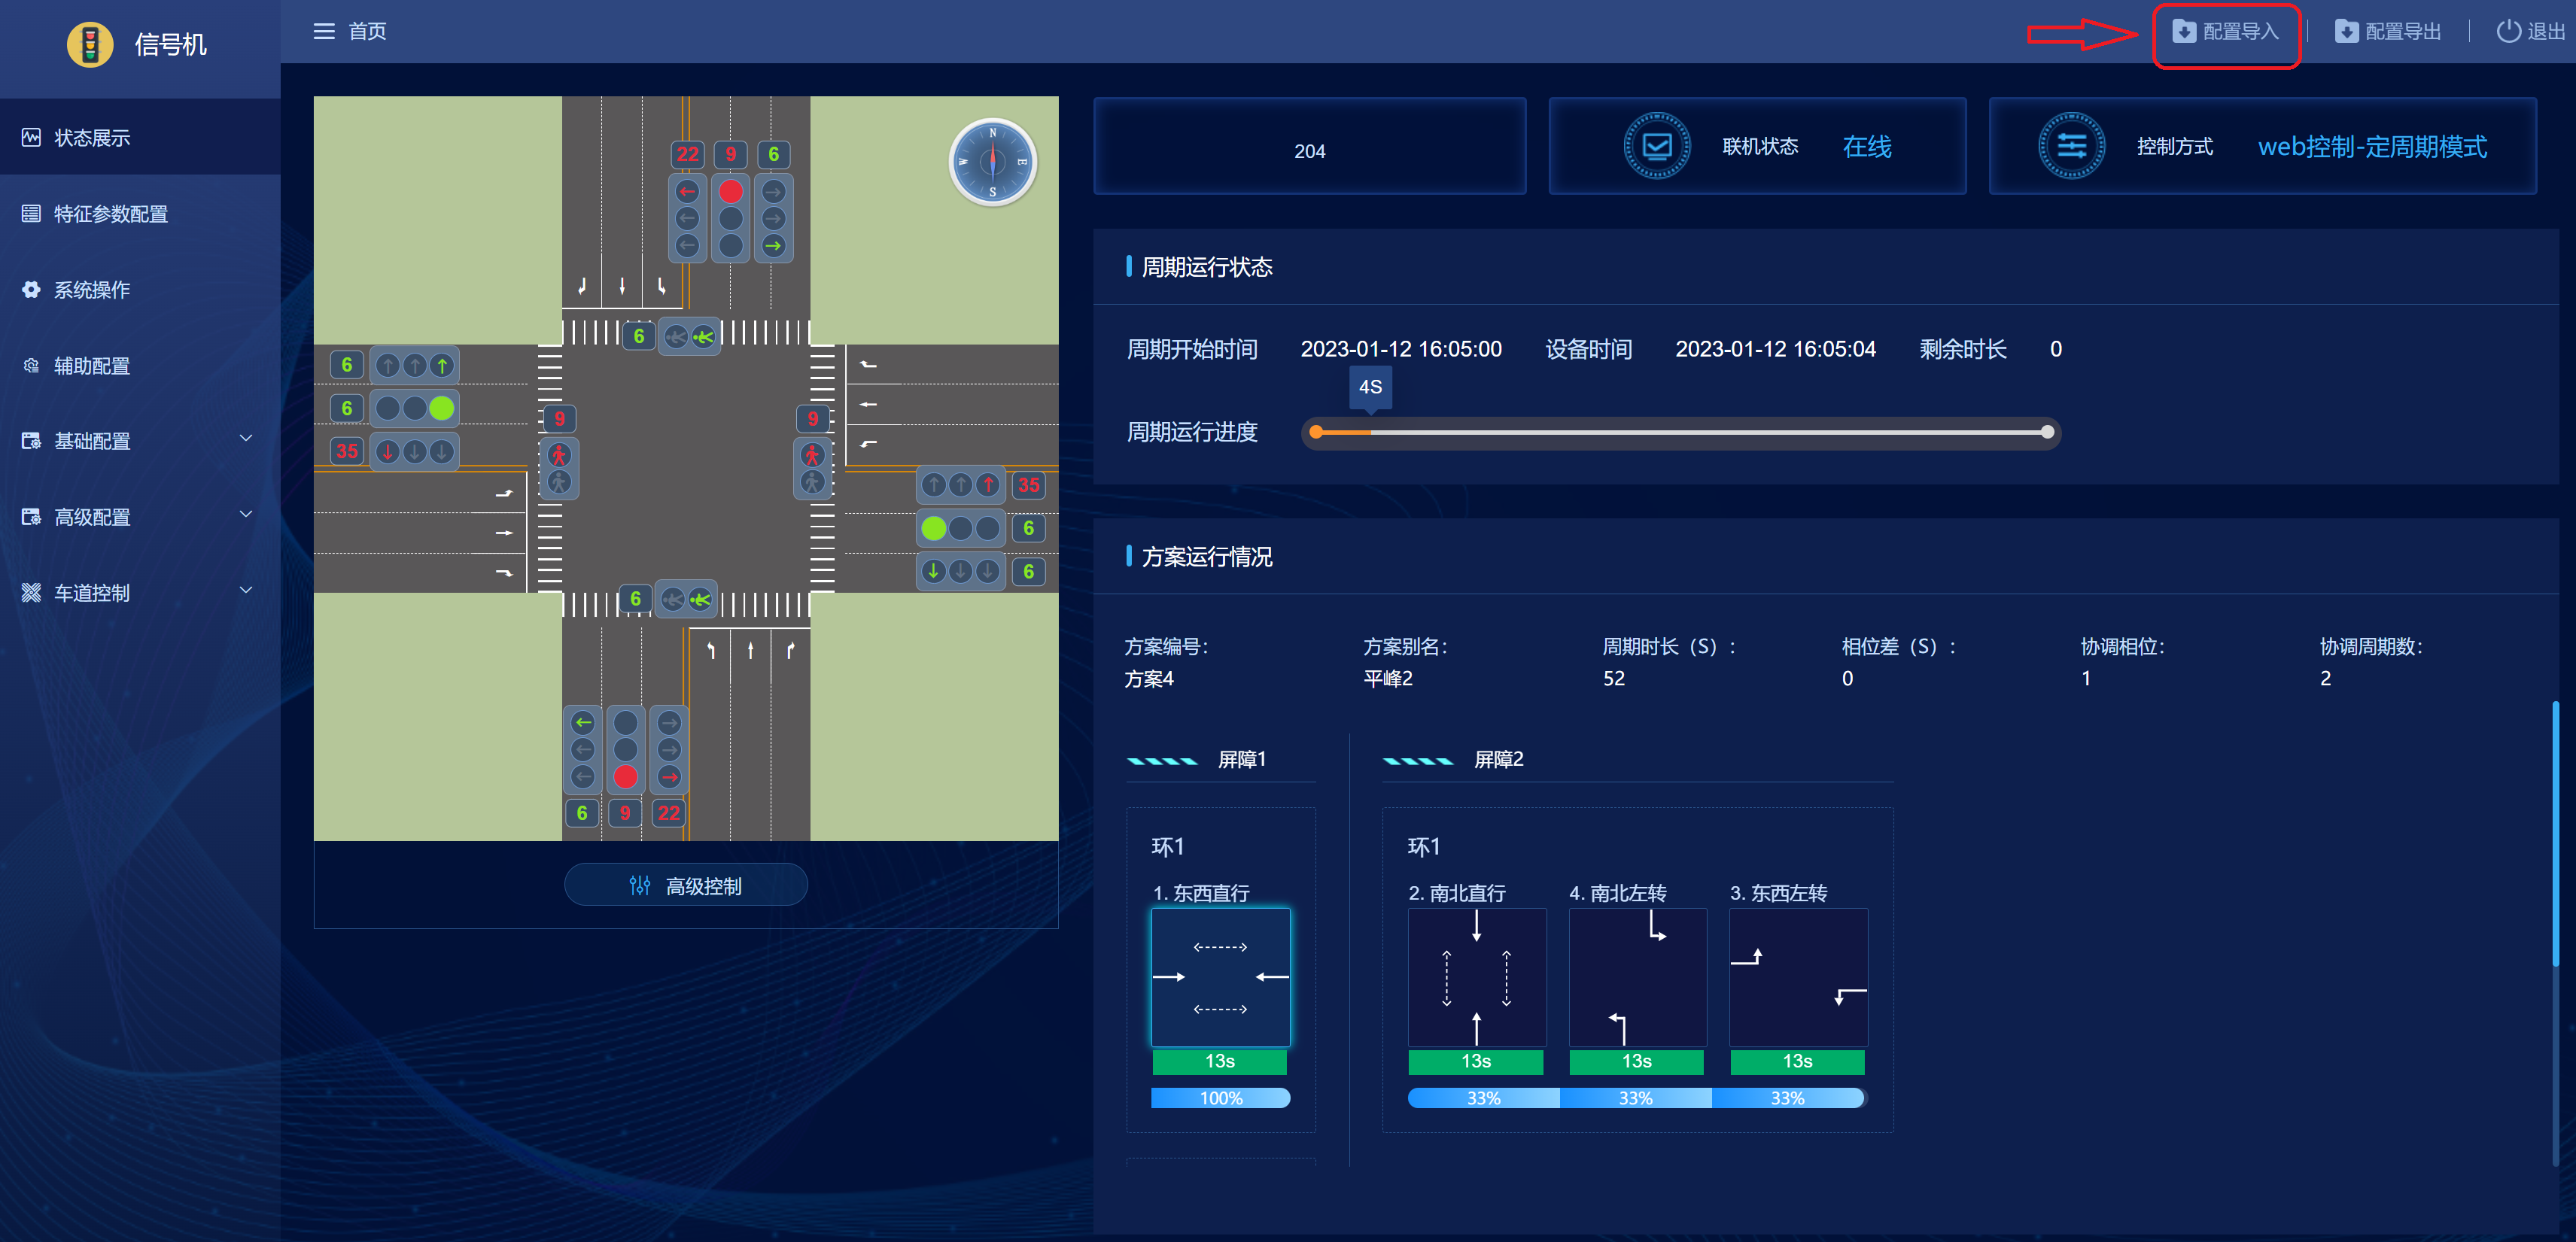 信号机
首页
配置导入
配置导出
退出
状态展示
特征参数配置
系统操作
辅助配置
基础配置
高级配置
车道控制
22 9 6
N
W E
S
6
6
6
35
9
9
35
6
6
6
6 9 22
高级控制
204
联机状态 在线
控制方式 web控制-定周期模式
周期运行状态
周期开始时间 2023-01-12 16:05:00 设备时间 2023-01-12 16:05:04 剩余时长 0
4S
周期运行进度
方案运行情况
方案编号: 方案别名: 周期时长（S）: 相位差（S）: 协调相位: 协调周期数:
方案4 平峰2 52 0 1 2
屏障1 屏障2
环1 环1
1. 东西直行 2. 南北直行 4. 南北左转 3. 东西左转
13s 13s 13s 13s
100% 33% 33% 33%